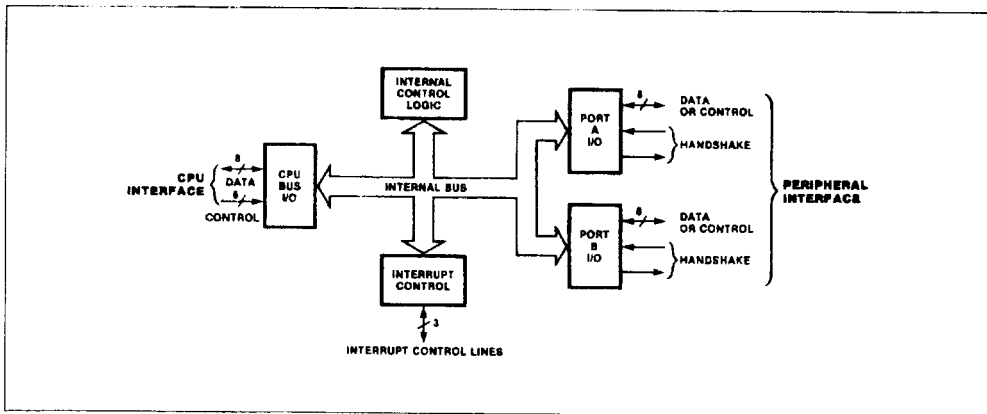 INTERNAL
CONTROL
LOGIC
8
DATA
OR CONTROL
PORT
A
I/O
HANDSHAKE
CPU
INTERFACE
8
DATA
6
CONTROL
CPU
BUS
I/O
INTERNAL BUS
PERIPHERAL
INTERFACE
8
DATA
OR CONTROL
PORT
B
I/O
HANDSHAKE
INTERRUPT
CONTROL
3
INTERRUPT CONTROL LINES